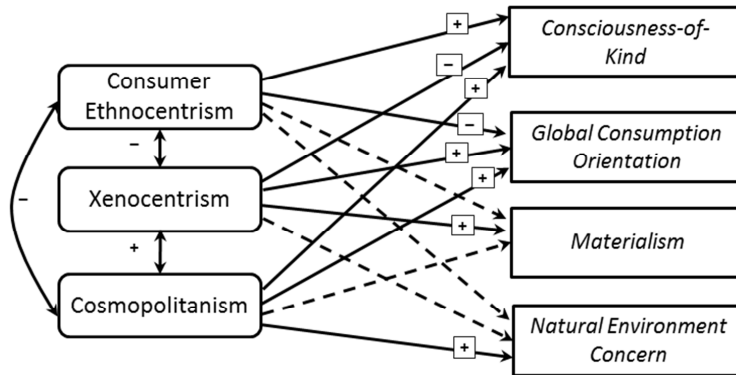 Consumer
Ethnocentrism
Xenocentrism
Cosmopolitanism
–
–
+
+
–
+
–
+
+
+
+
Consciousness-of-
Kind
Global Consumption
Orientation
Materialism
Natural Environment
Concern